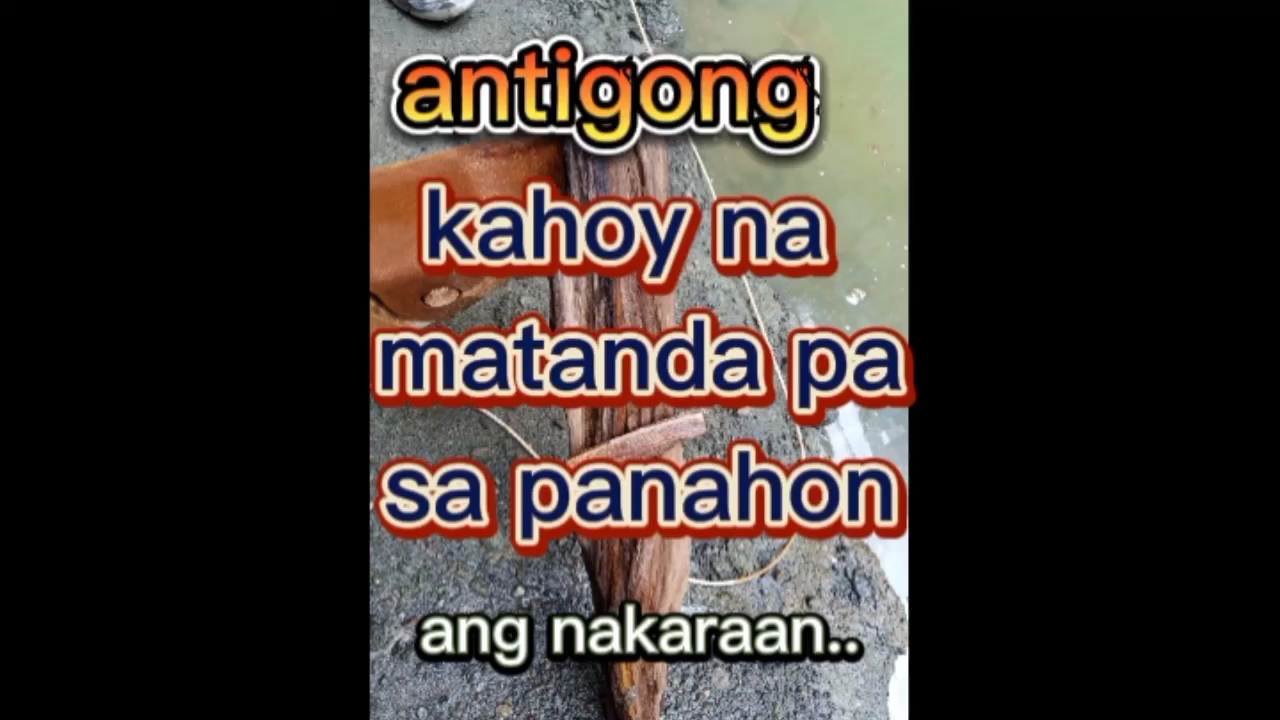 antigong
kahoy na
matanda pa
sa panahon
ang nakaraan..